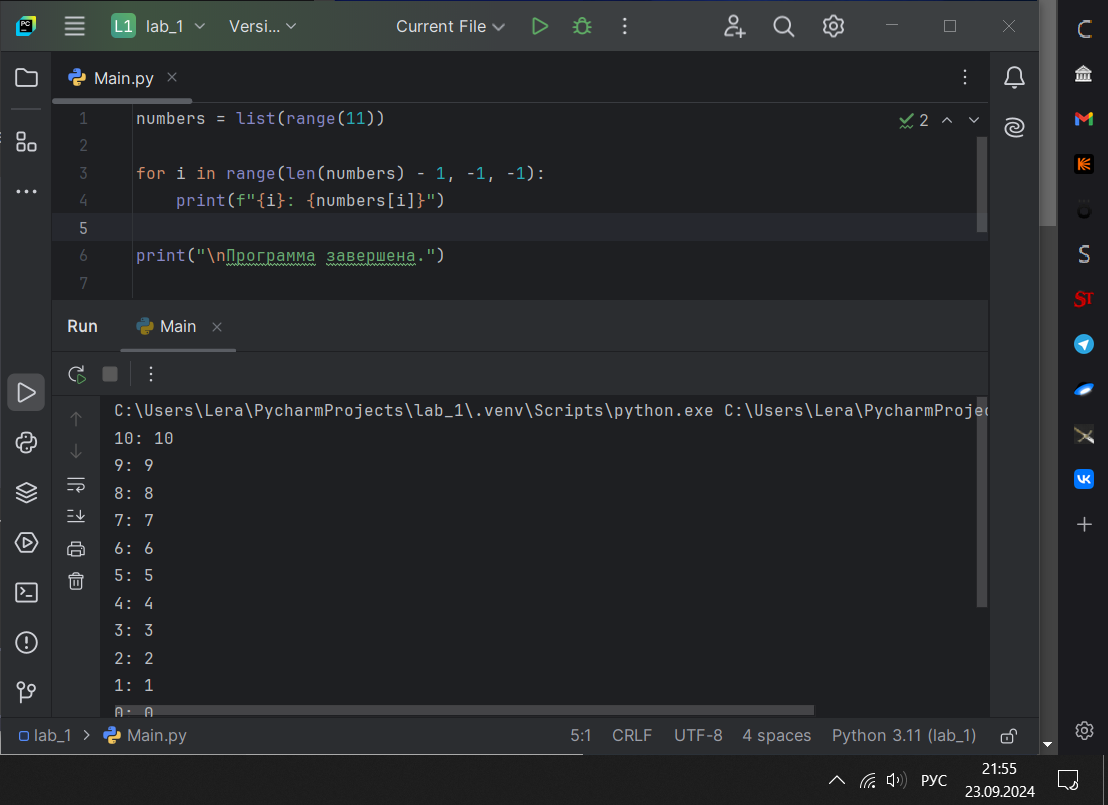 L1 lab_1 Versi... Current File
Main.py
1 numbers = list(range(11))
2
3 for i in range(len(numbers) - 1, -1, -1):
4 print(f"{i}: {numbers[i]}")
5
6 print("\nПрограмма завершена.")
7
2
Run Main
C:\Users\Lera\PycharmProjects\lab_1\.venv\Scripts\python.exe C:\Users\Lera\PycharmProjec
10: 10
9: 9
8: 8
7: 7
6: 6
5: 5
4: 4
3: 3
2: 2
1: 1
0: 0
lab_1 > Main.py 5:1 CRLF UTF-8 4 spaces Python 3.11 (lab_1)
РУС
21:55
23.09.2024